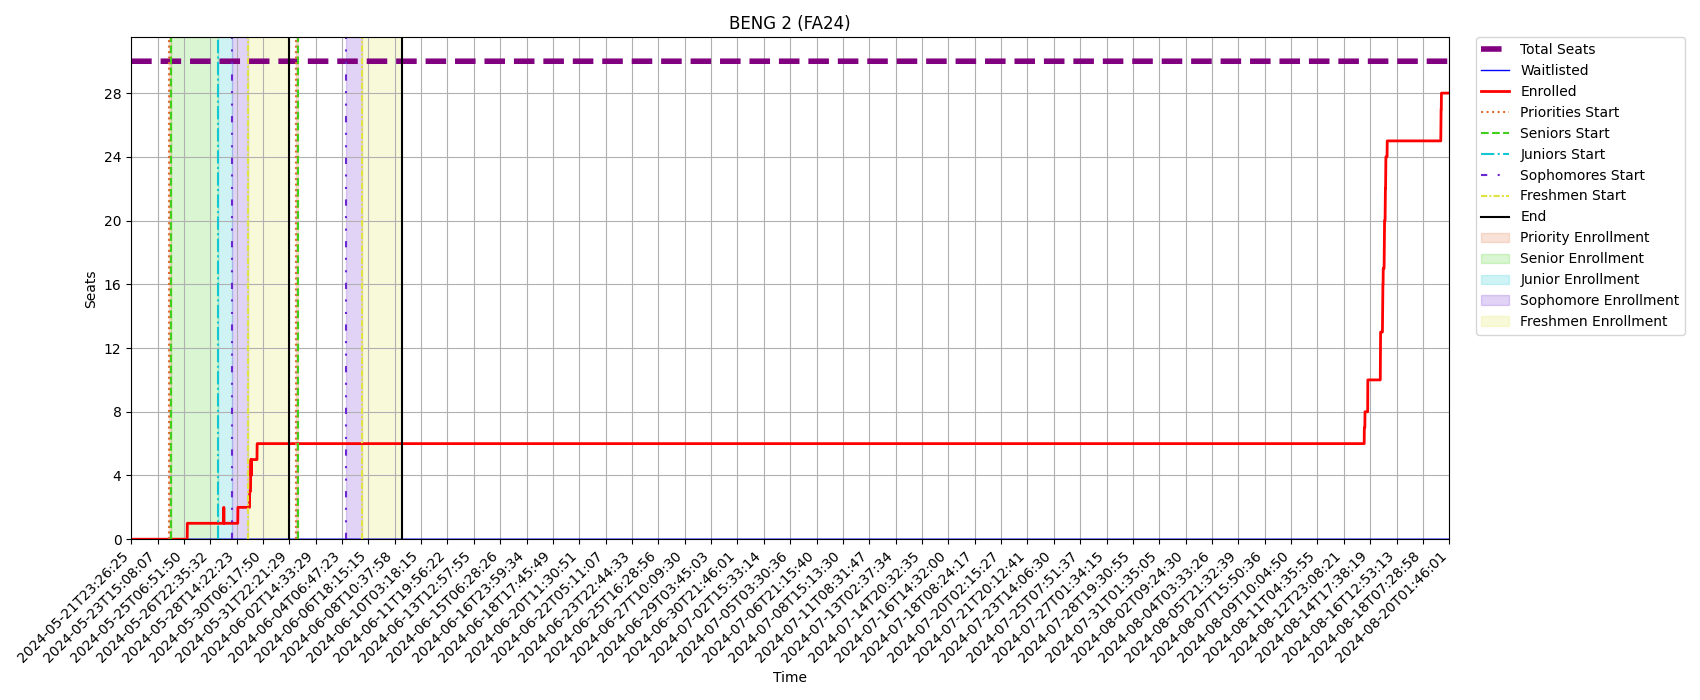 BENG 2 (FA24)
Total Seats
Waitlisted
Enrolled
Priorities Start
Seniors Start
Juniors Start
Sophomores Start
Freshmen Start
End
Priority Enrollment
Senior Enrollment
Junior Enrollment
Sophomore Enrollment
Freshmen Enrollment
Seats
28
24
20
16
12
8
4
0
2024-05-21T23:26:25
2024-05-23T15:08:07
2024-05-25T06:51:50
2024-05-26T22:35:32
2024-05-28T14:22:23
2024-05-30T06:17:50
2024-05-31T22:21:29
2024-06-02T14:33:29
2024-06-04T06:47:23
2024-06-06T18:15:15
2024-06-08T10:37:58
2024-06-10T03:18:15
2024-06-11T19:56:22
2024-06-13T12:57:55
2024-06-15T06:28:26
2024-06-16T23:59:34
2024-06-18T17:45:49
2024-06-20T11:30:51
2024-06-22T05:11:07
2024-06-23T22:44:33
2024-06-25T16:28:56
2024-06-27T10:09:30
2024-06-29T03:45:03
2024-06-30T21:46:01
2024-07-02T15:33:14
2024-07-05T03:30:36
2024-07-06T21:15:40
2024-07-08T15:13:30
2024-07-11T08:31:47
2024-07-13T02:37:34
2024-07-14T20:32:35
2024-07-16T14:32:00
2024-07-18T08:24:17
2024-07-20T02:15:27
2024-07-21T20:12:41
2024-07-23T14:06:30
2024-07-25T07:51:37
2024-07-27T01:34:15
2024-07-28T19:30:55
2024-07-31T01:35:05
2024-08-02T09:24:30
2024-08-04T03:33:26
2024-08-05T21:32:39
2024-08-07T15:50:36
2024-08-09T10:04:50
2024-08-11T04:35:55
2024-08-12T23:08:21
2024-08-14T17:38:19
2024-08-16T12:53:13
2024-08-18T07:28:58
2024-08-20T01:46:01
Time